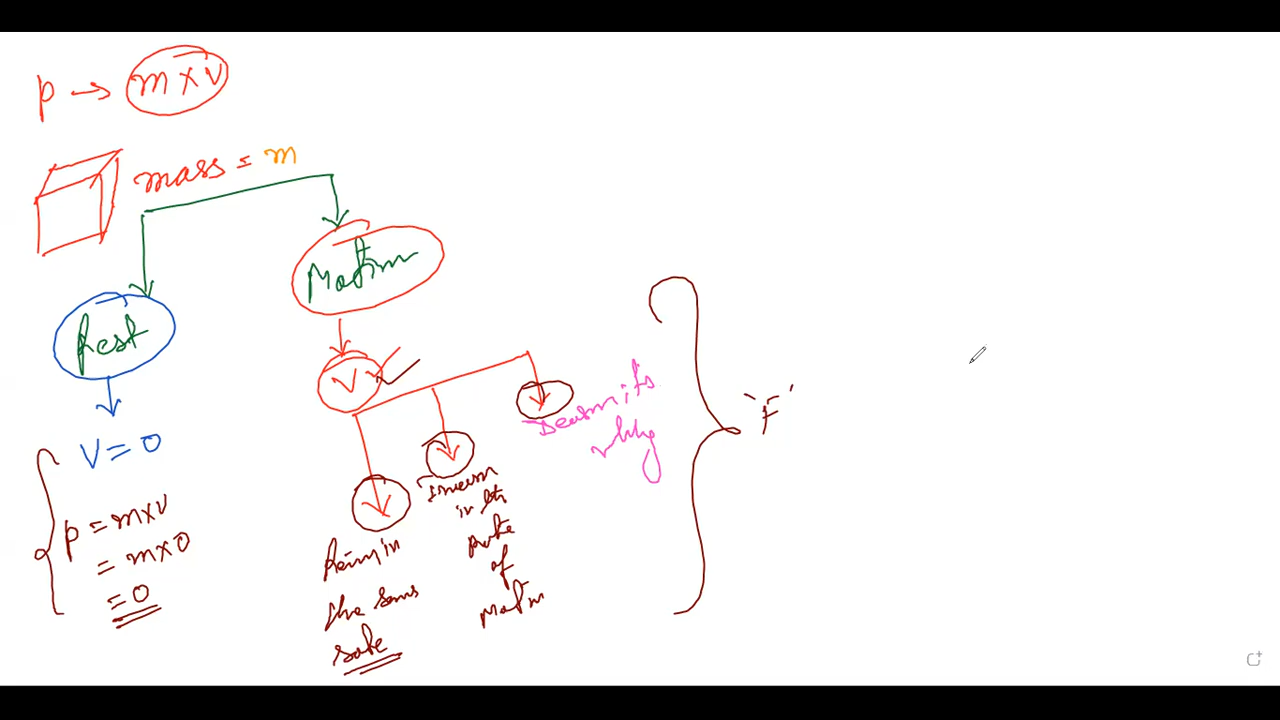 p → m×v
mass = m
Motion
Rest
V
V = 0
p = m×v
= m×0
= 0
Remain in
the same
state
Increase
in its
state
of
Motion
Decrease its
velocity
'F'